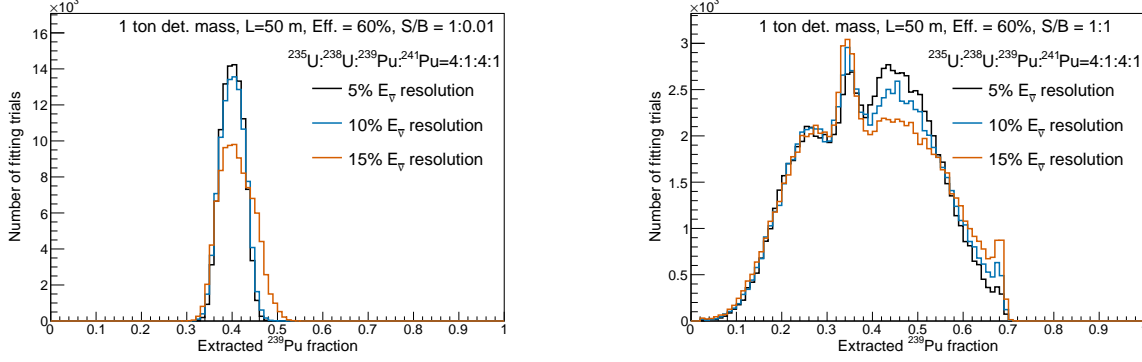 ×10³
1 ton det. mass, L=50 m, Eff. = 60%, S/B = 1:0.01
²³⁵U:²³⁸U:²³⁹Pu:²⁴¹Pu=4:1:4:1
5% E_ν̅ resolution
10% E_ν̅ resolution
15% E_ν̅ resolution
Number of fitting trials
16
14
12
10
8
6
4
2
0
0 0.1 0.2 0.3 0.4 0.5 0.6 0.7 0.8 0.9 1
Extracted ²³⁹Pu fraction
×10³
1 ton det. mass, L=50 m, Eff. = 60%, S/B = 1:1
²³⁵U:²³⁸U:²³⁹Pu:²⁴¹Pu=4:1:4:1
5% E_ν̅ resolution
10% E_ν̅ resolution
15% E_ν̅ resolution
Number of fitting trials
3
2.5
2
1.5
1
0.5
0
0 0.1 0.2 0.3 0.4 0.5 0.6 0.7 0.8 0.9
Extracted ²³⁹Pu fraction